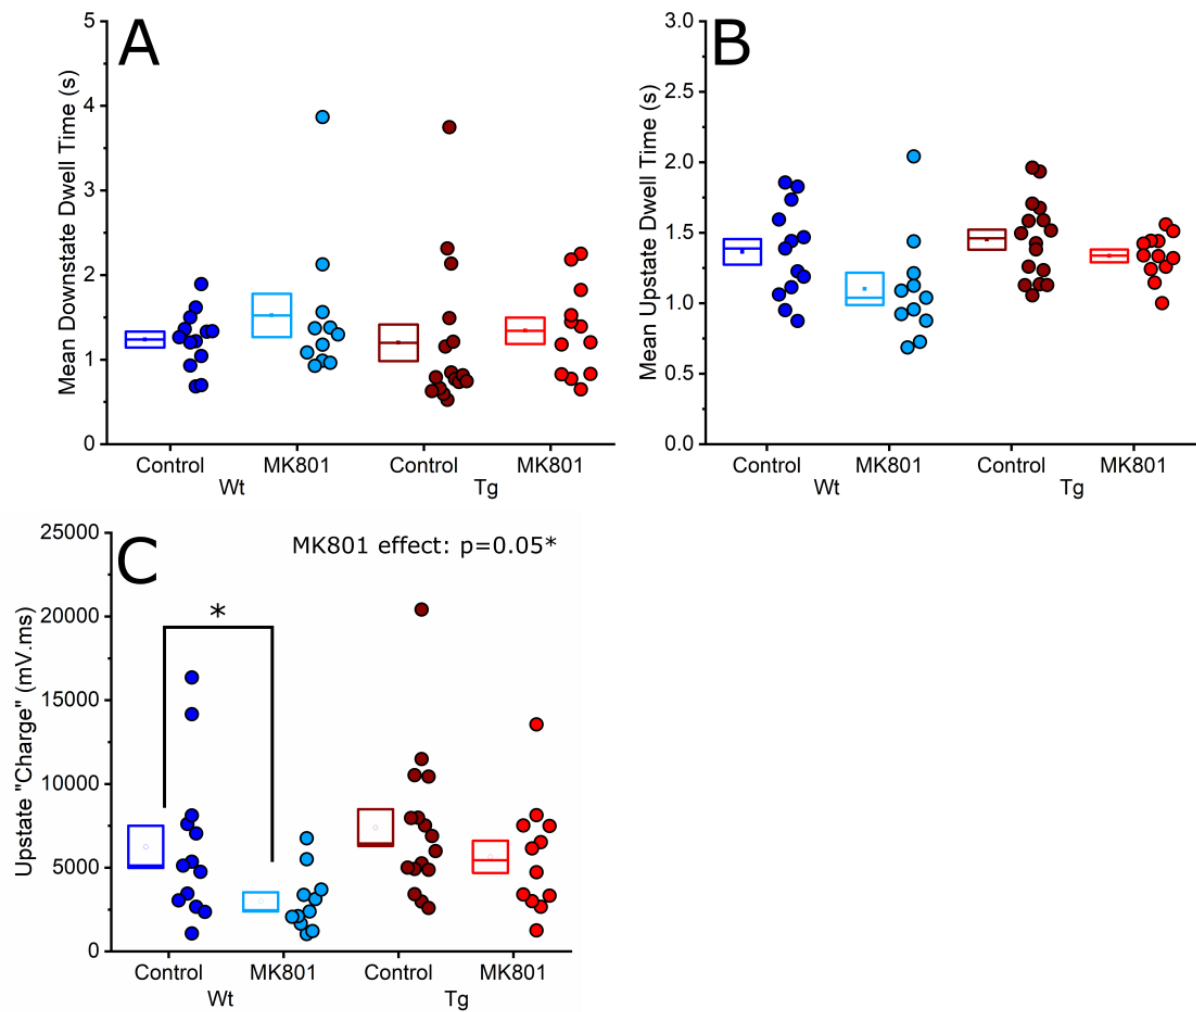 A
Mean Downstate Dwell Time (s)
5
4
3
2
1
0
Control MK801 Control MK801
Wt Tg
B
Mean Upstate Dwell Time (s)
3.0
2.5
2.0
1.5
1.0
0.5
0.0
Control MK801 Control MK801
Wt Tg
C
MK801 effect: p=0.05*
*
Upstate "Charge" (mV.ms)
25000
20000
15000
10000
5000
0
Control MK801 Control MK801
Wt Tg